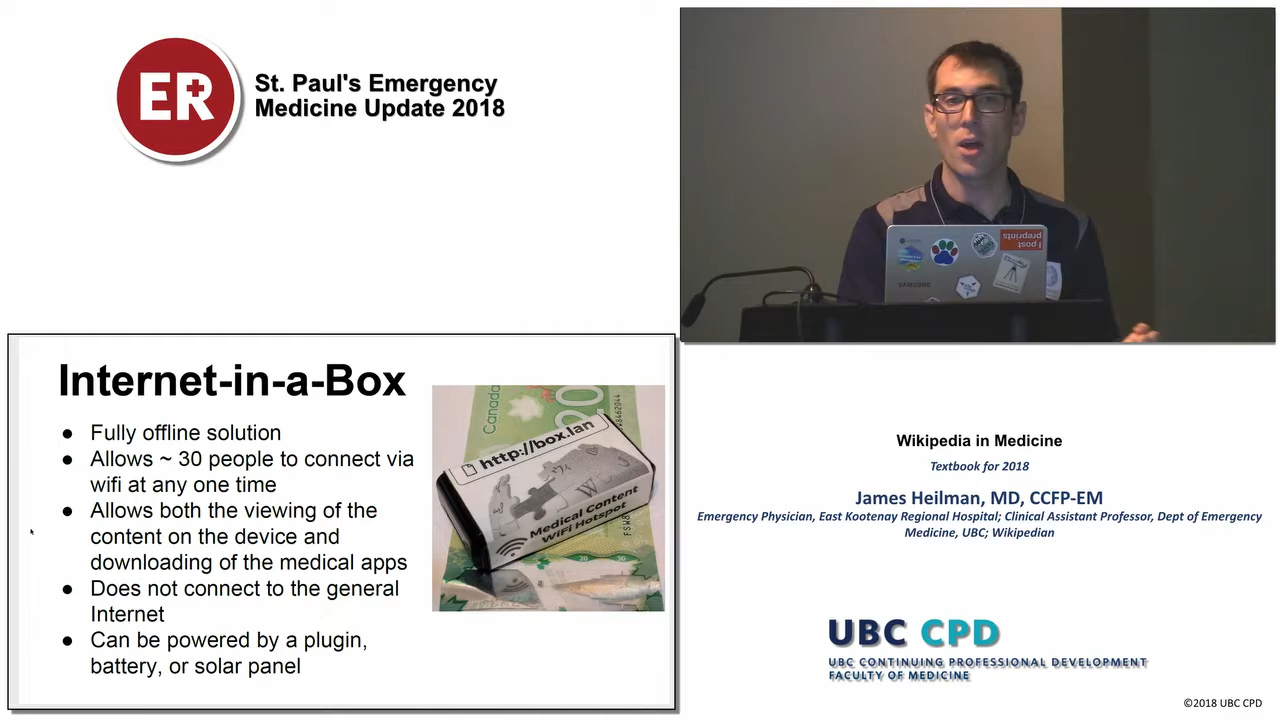 ER
St. Paul's Emergency
Medicine Update 2018
I post
preprints
SAMSUNG
Internet-in-a-Box
● Fully offline solution
● Allows ~ 30 people to connect via
wifi at any one time
● Allows both the viewing of the
content on the device and
downloading of the medical apps
● Does not connect to the general
Internet
● Can be powered by a plugin,
battery, or solar panel
Canada
20
FSW8462044
http://box.lan
W
Medical Content
WiFi Hotspot
Wikipedia in Medicine
Textbook for 2018
James Heilman, MD, CCFP-EM
Emergency Physician, East Kootenay Regional Hospital; Clinical Assistant Professor, Dept of Emergency
Medicine, UBC; Wikipedian
UBC CPD
UBC CONTINUING PROFESSIONAL DEVELOPMENT
FACULTY OF MEDICINE
©2018 UBC CPD